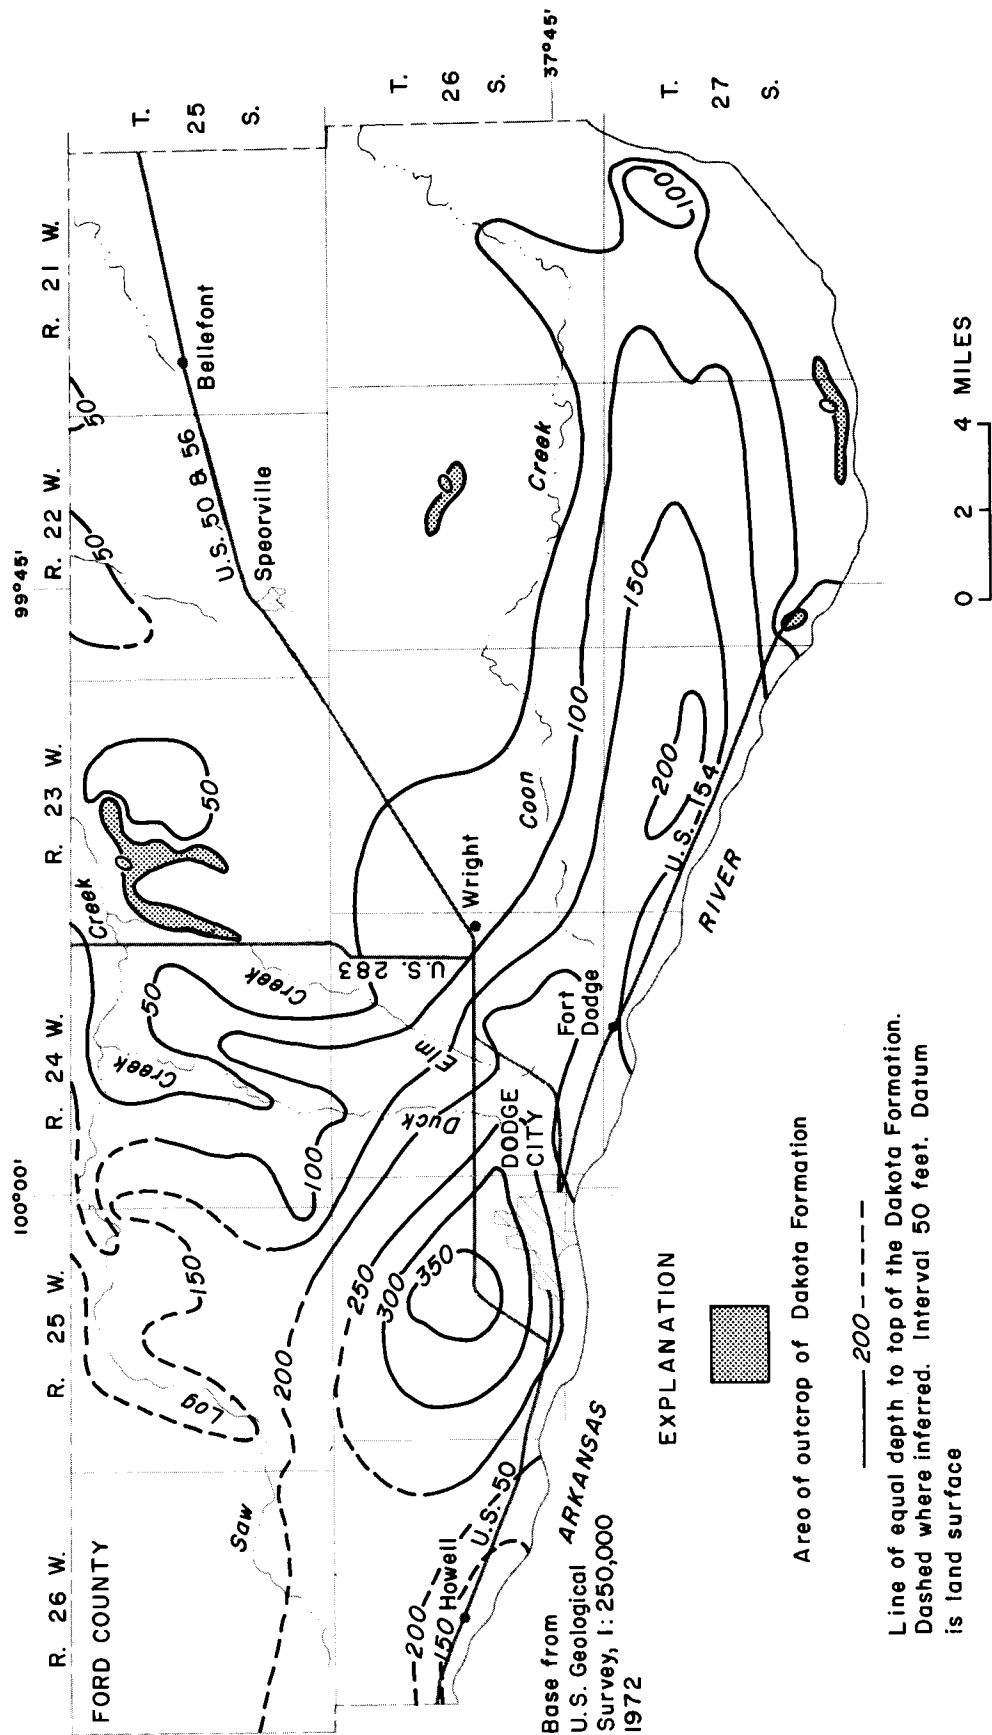 R. 26 W.
R. 25 W.
100°00'
R. 24 W.
R. 23 W.
99°45'
R. 22 W.
R. 21 W.
FORD COUNTY
T. 25 S.
T. 26 S.
37°45'
T. 27 S.
50
50
50
50
U.S. 50 & 56
Bellefont
Speorville
Creek
Creek
Creek
150
100
Log
Saw
200
U.S. 283
Elm
Duck
Wright
Creek
Coon
250
300
350
DODGE CITY
Fort Dodge
100
150
200
100
U.S. 154
200
150
Howell
U.S. 50
ARKANSAS
RIVER
Base from
U.S. Geological
Survey, 1:250,000
1972
0 2 4 MILES
EXPLANATION
Area of outcrop of Dakota Formation
200
Line of equal depth to top of the Dakota Formation.
Dashed where inferred. Interval 50 feet. Datum
is land surface